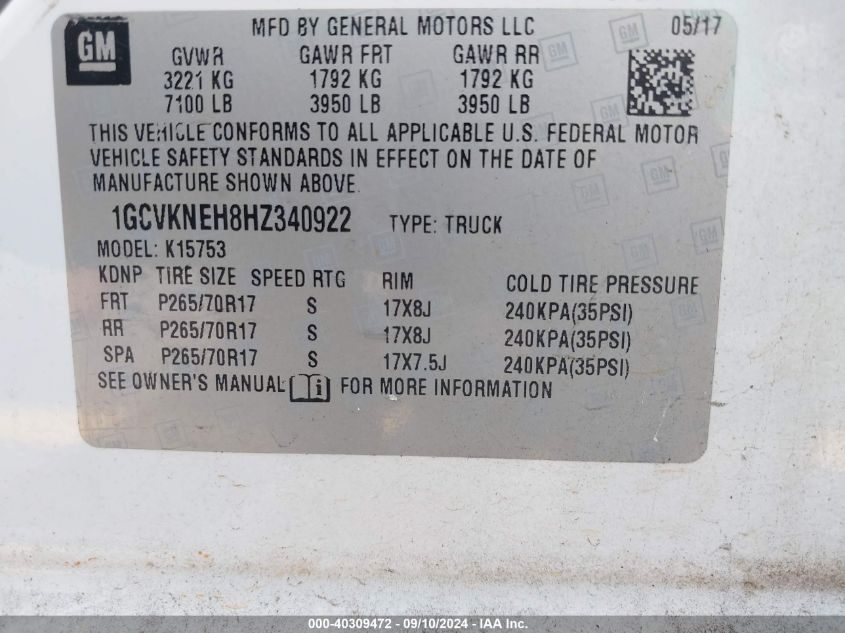 GM
MFD BY GENERAL MOTORS LLC 05/17
GVWR GAWR FRT GAWR RR
3221 KG 1792 KG 1792 KG
7100 LB 3950 LB 3950 LB
THIS VEHICLE CONFORMS TO ALL APPLICABLE U.S. FEDERAL MOTOR
VEHICLE SAFETY STANDARDS IN EFFECT ON THE DATE OF
MANUFACTURE SHOWN ABOVE.
1GCVKNEH8HZ340922 TYPE: TRUCK
MODEL: K15753
KDNP TIRE SIZE SPEED RTG RIM COLD TIRE PRESSURE
FRT P265/70R17 S 17X8J 240KPA(35PSI)
RR P265/70R17 S 17X8J 240KPA(35PSI)
SPA P265/70R17 S 17X7.5J 240KPA(35PSI)
SEE OWNER'S MANUAL FOR MORE INFORMATION
000-40309472 - 09/10/2024 - IAA Inc.